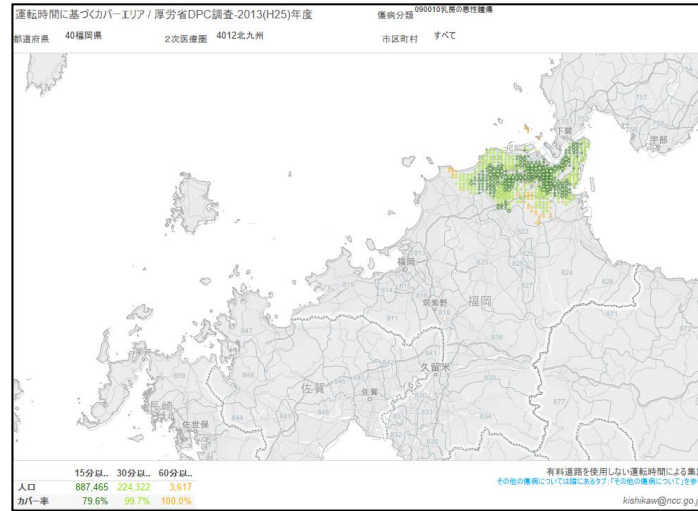 運転時間に基づくカバーエリア / 厚労省DPC調査-2013(H25)年度
傷病分類 090010乳房の悪性腫瘍
都道府県 40福岡県 2次医療圏 4012北九州 市区町村 すべて
下関
宇部
福岡
筑紫野
福岡
久留米
佐賀
佐賀
長崎
佐世保
15分以.. 30分以.. 60分以..
人口 887,465 224,322 3,617
カバー率 79.6% 99.7% 100.0%
有料道路を使用しない運転時間による集
その他の傷病については隣にあるタブ:「その他の傷病について」を参
kishikaw@ncc.go.j